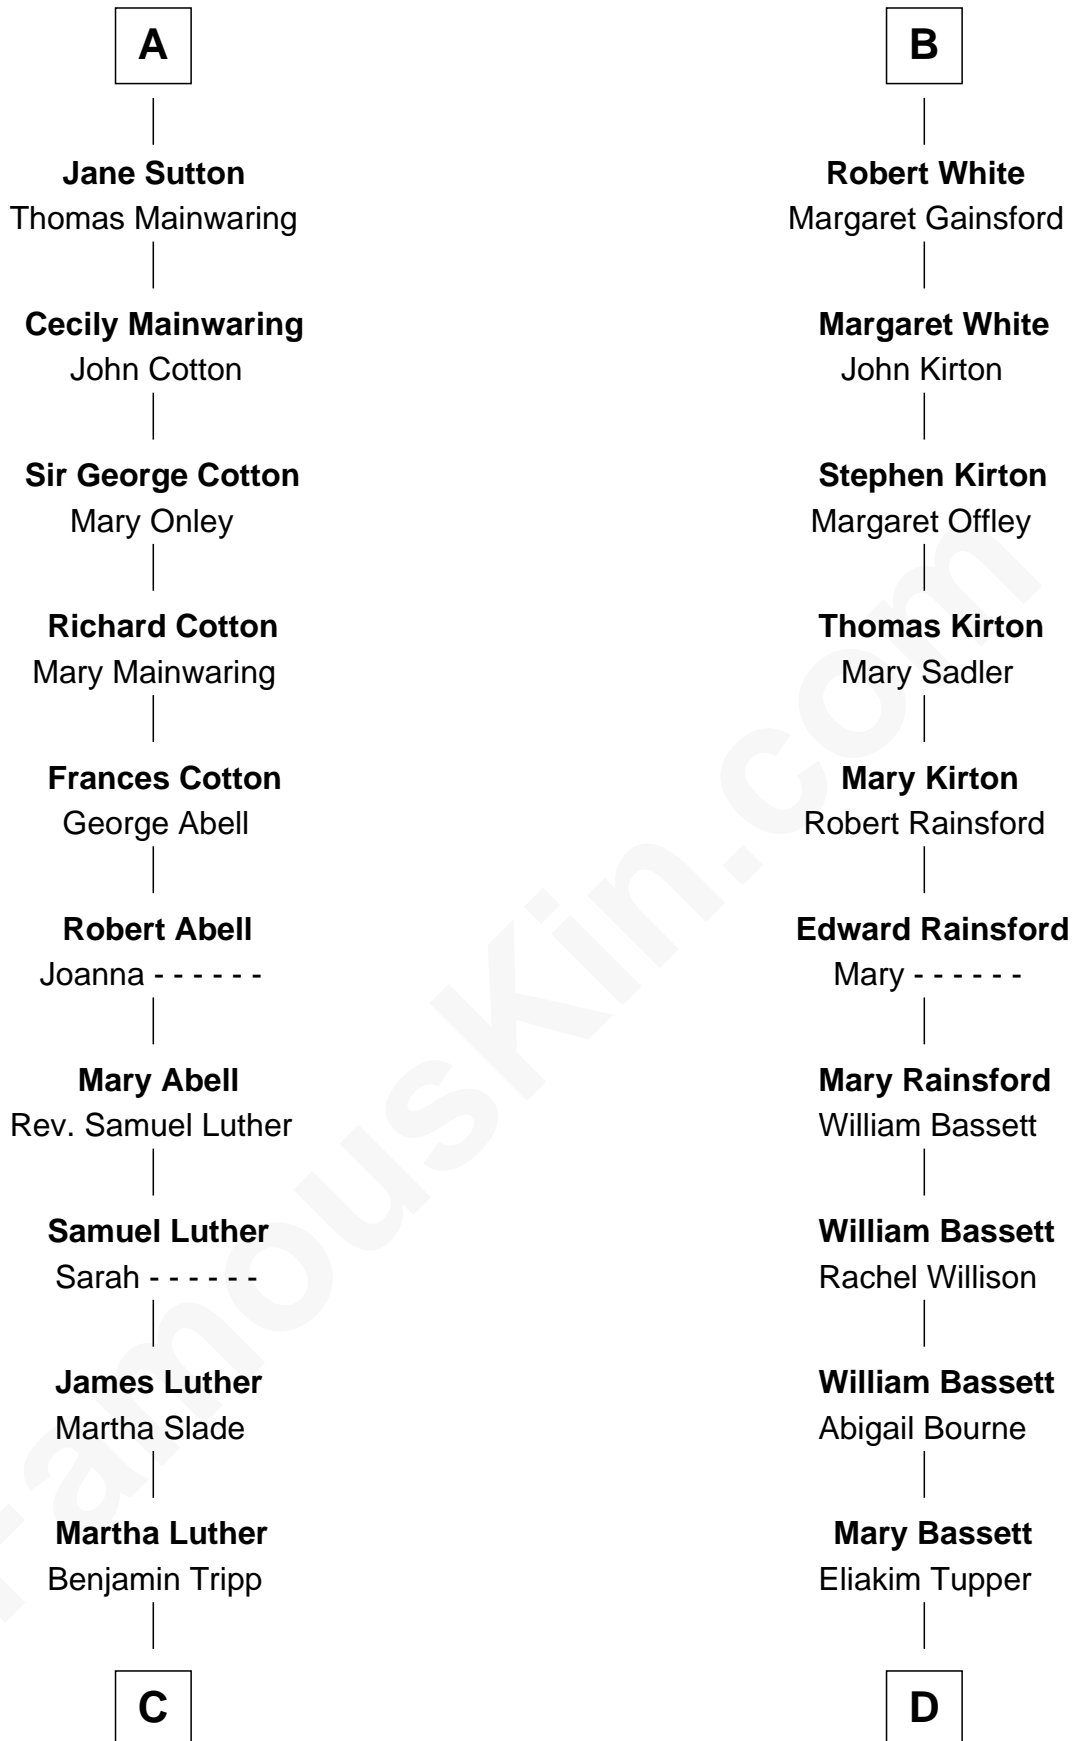 A
Jane Sutton
Thomas Mainwaring
Cecily Mainwaring
John Cotton
Sir George Cotton
Mary Onley
Richard Cotton
Mary Mainwaring
Frances Cotton
George Abell
Robert Abell
Joanna - - - - - -
Mary Abell
Rev. Samuel Luther
Samuel Luther
Sarah - - - - - -
James Luther
Martha Slade
Martha Luther
Benjamin Tripp
C
B
Robert White
Margaret Gainsford
Margaret White
John Kirton
Stephen Kirton
Margaret Offley
Thomas Kirton
Mary Sadler
Mary Kirton
Robert Rainsford
Edward Rainsford
Mary - - - - - -
Mary Rainsford
William Bassett
William Bassett
Rachel Willison
William Bassett
Abigail Bourne
Mary Bassett
Eliakim Tupper
D
FamousKin.com